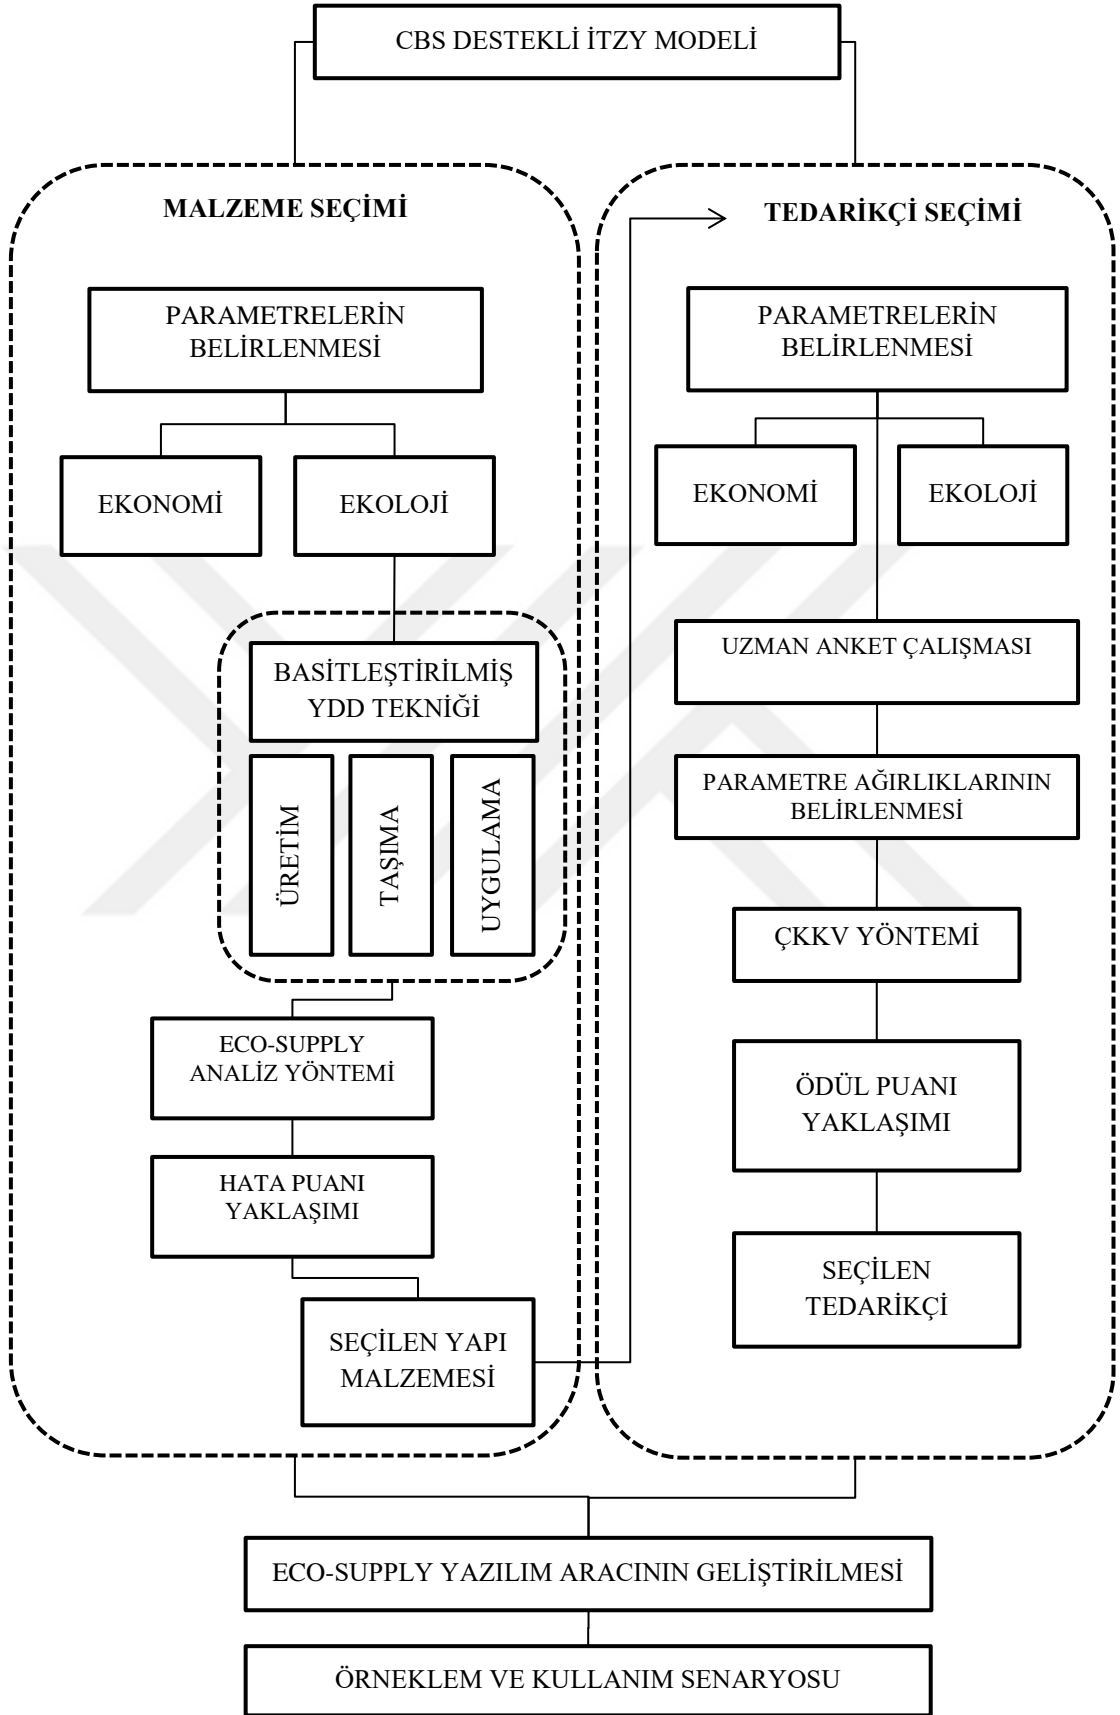 CBS DESTEKLİ İTZY MODELİ
MALZEME SEÇİMİ
PARAMETRELERİN
BELİRLENMESİ
EKONOMİ
EKOLOJİ
BASİTLEŞTİRİLMİŞ
YDD TEKNİĞİ
ÜRETİM
TAŞIMA
UYGULAMA
ECO-SUPPLY
ANALİZ YÖNTEMİ
HATA PUANI
YAKLAŞIMI
SEÇİLEN YAPI
MALZEMESİ
TEDARİKÇİ SEÇİMİ
PARAMETRELERİN
BELİRLENMESİ
EKONOMİ
EKOLOJİ
UZMAN ANKET ÇALIŞMASI
PARAMETRE AĞIRLIKLARININ
BELİRLENMESİ
ÇKKV YÖNTEMİ
ÖDÜL PUANI
YAKLAŞIMI
SEÇİLEN
TEDARİKÇİ
ECO-SUPPLY YAZILIM ARACININ GELİŞTİRİLMESİ
ÖRNEKLEM VE KULLANIM SENARYOSU